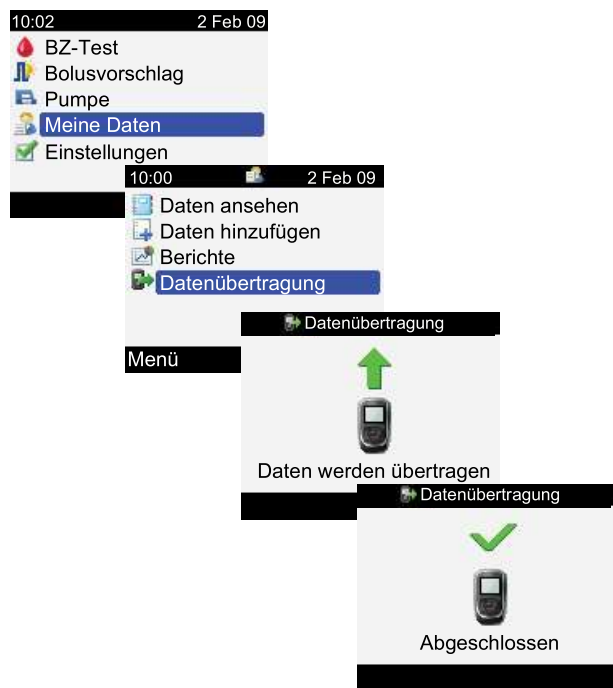 10:02 2 Feb 09
BZ-Test
Bolusvorschlag
Pumpe
Meine Daten
Einstellungen
10:00 2 Feb 09
Daten ansehen
Daten hinzufügen
Berichte
Datenübertragung
Menü
Datenübertragung
Daten werden übertragen
Datenübertragung
Abgeschlossen